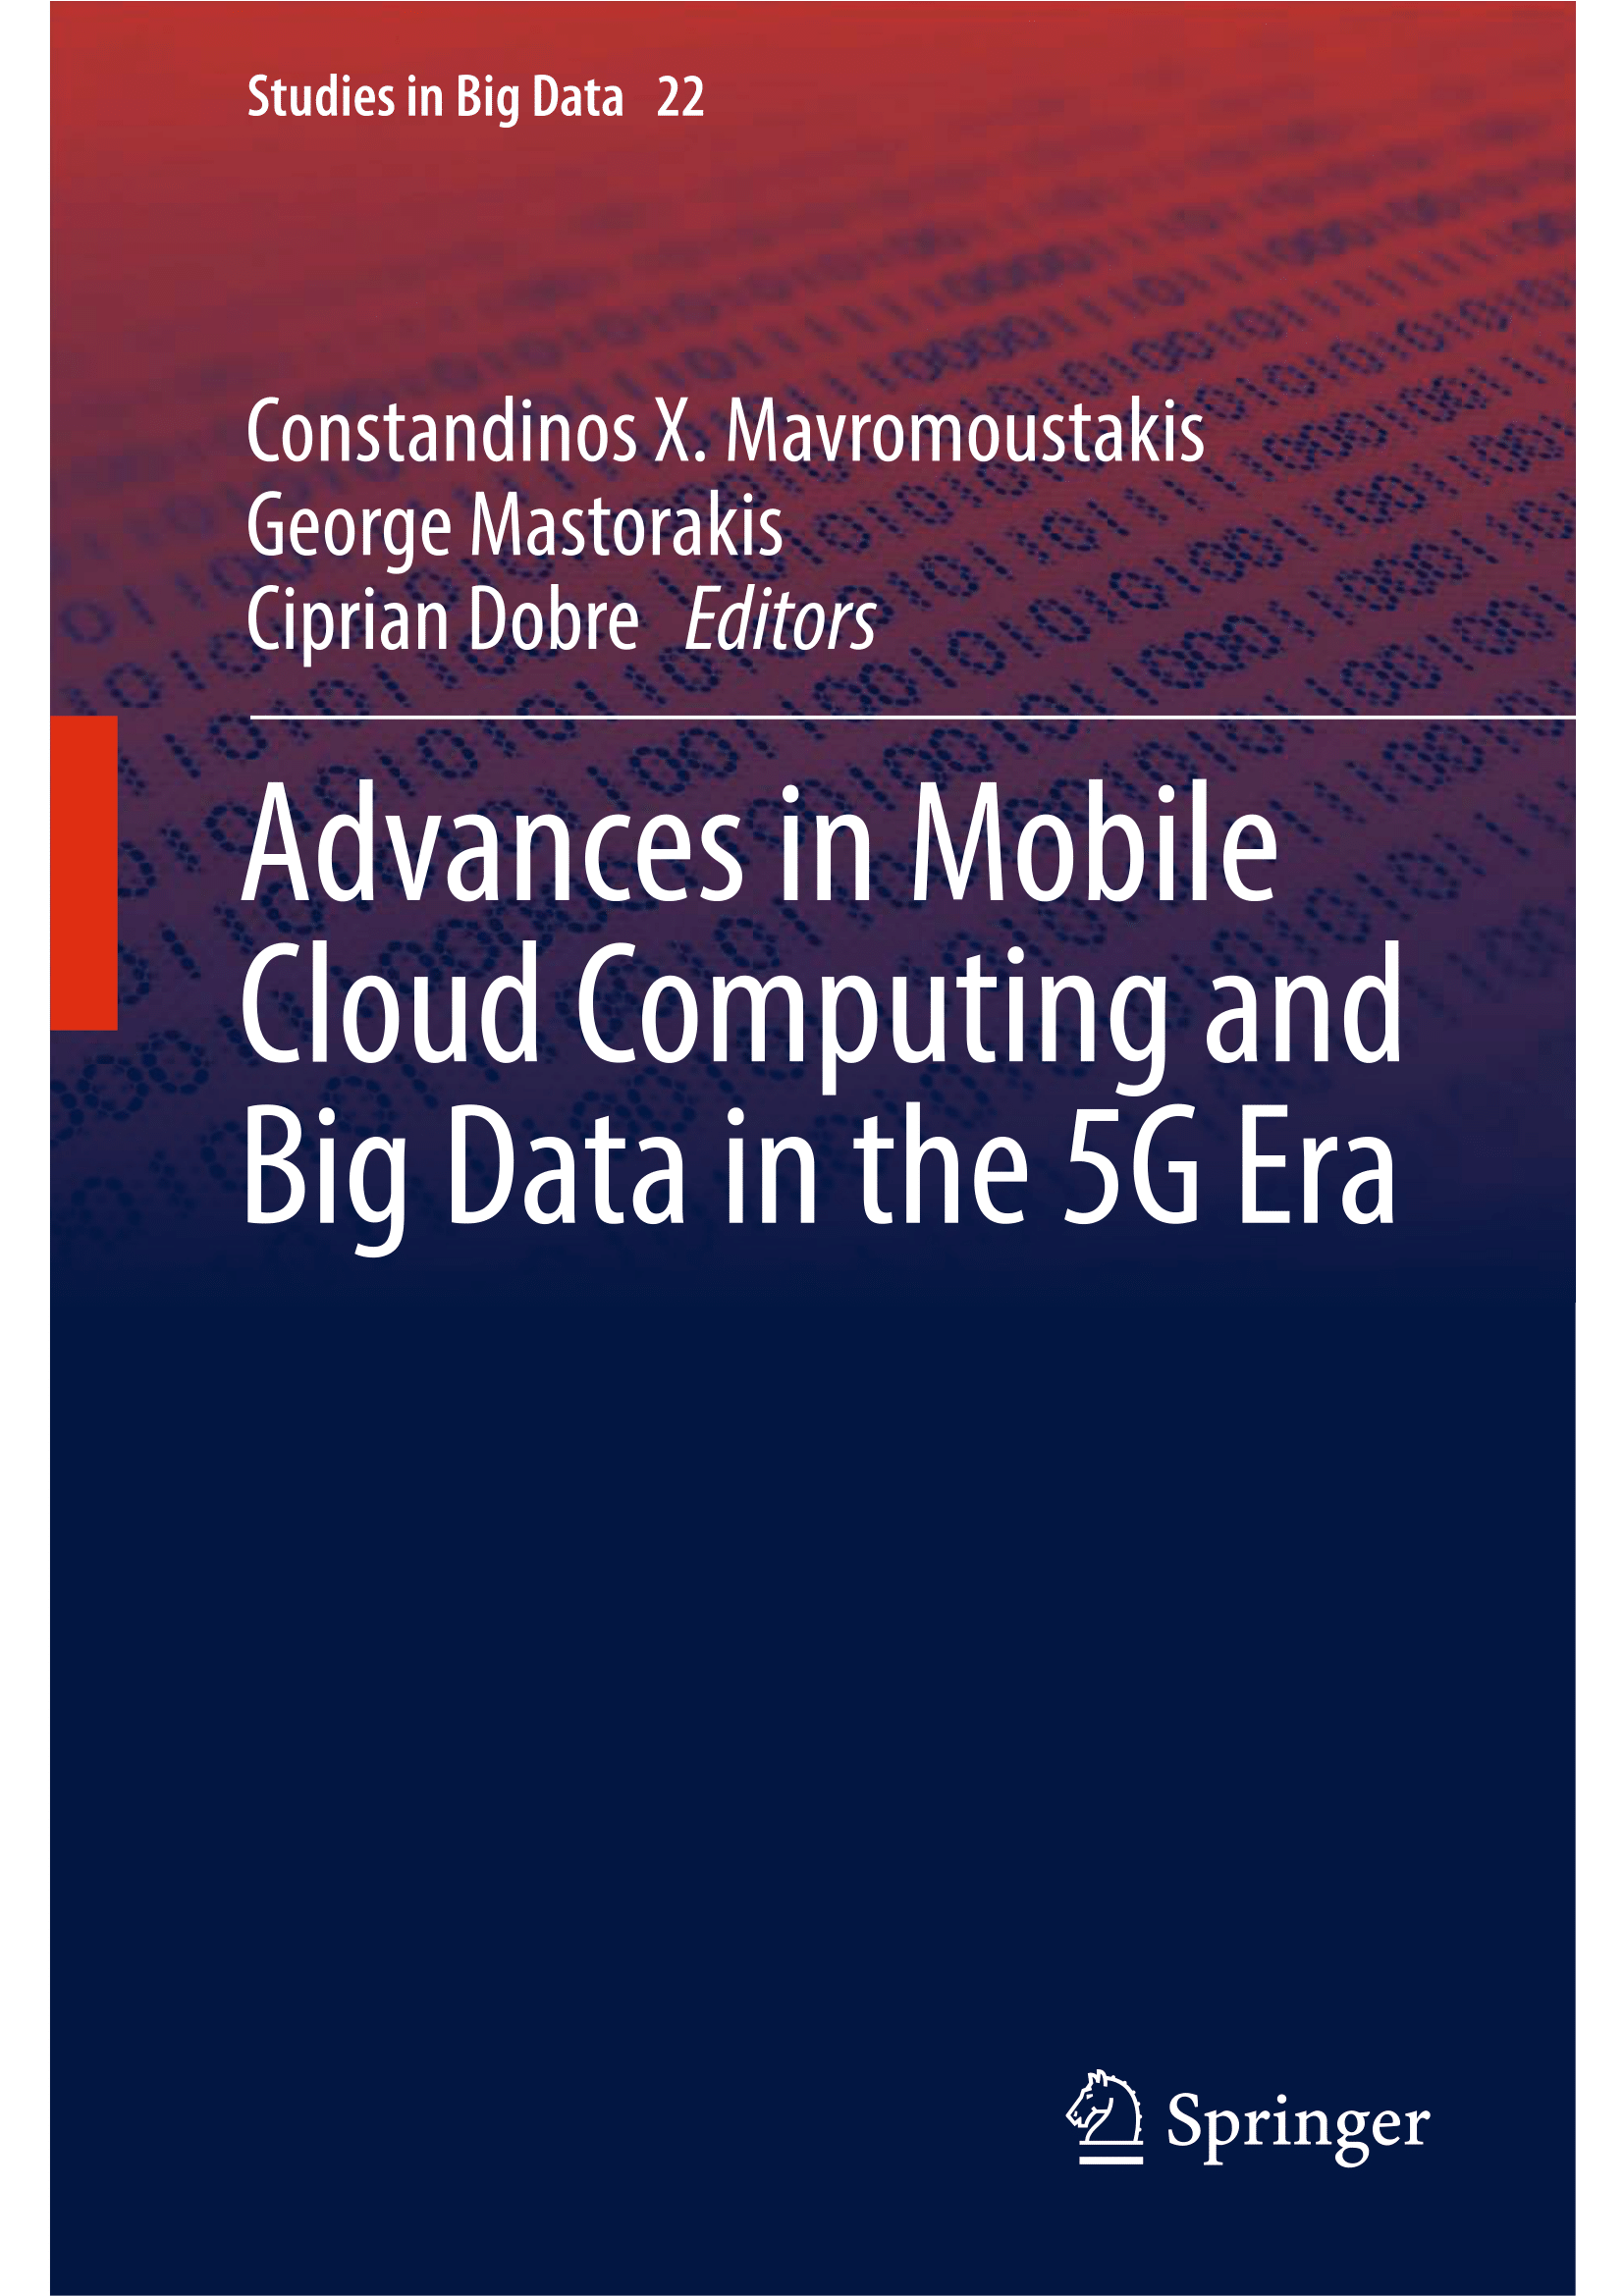 Studies in Big Data 22
Constandinos X. Mavromoustakis
George Mastorakis
Ciprian Dobre Editors
Advances in Mobile
Cloud Computing and
Big Data in the 5G Era
Springer